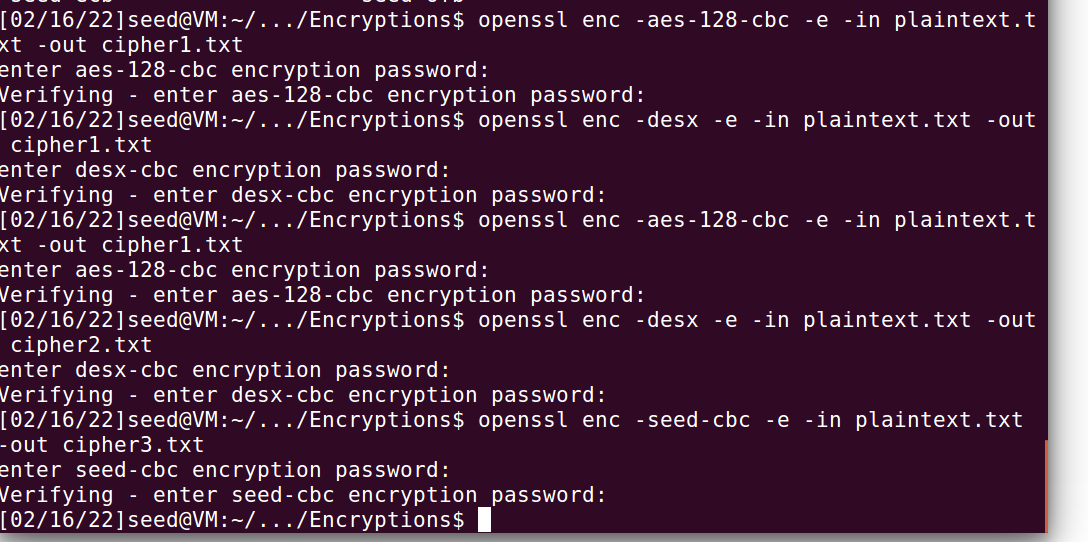 [02/16/22]seed@VM:~/.../Encryptions$ openssl enc -aes-128-cbc -e -in plaintext.t
xt -out cipher1.txt
enter aes-128-cbc encryption password:
Verifying - enter aes-128-cbc encryption password:
[02/16/22]seed@VM:~/.../Encryptions$ openssl enc -desx -e -in plaintext.txt -out
 cipher1.txt
enter desx-cbc encryption password:
Verifying - enter desx-cbc encryption password:
[02/16/22]seed@VM:~/.../Encryptions$ openssl enc -aes-128-cbc -e -in plaintext.t
xt -out cipher1.txt
enter aes-128-cbc encryption password:
Verifying - enter aes-128-cbc encryption password:
[02/16/22]seed@VM:~/.../Encryptions$ openssl enc -desx -e -in plaintext.txt -out
 cipher2.txt
enter desx-cbc encryption password:
Verifying - enter desx-cbc encryption password:
[02/16/22]seed@VM:~/.../Encryptions$ openssl enc -seed-cbc -e -in plaintext.txt
-out cipher3.txt
enter seed-cbc encryption password:
Verifying - enter seed-cbc encryption password:
[02/16/22]seed@VM:~/.../Encryptions$